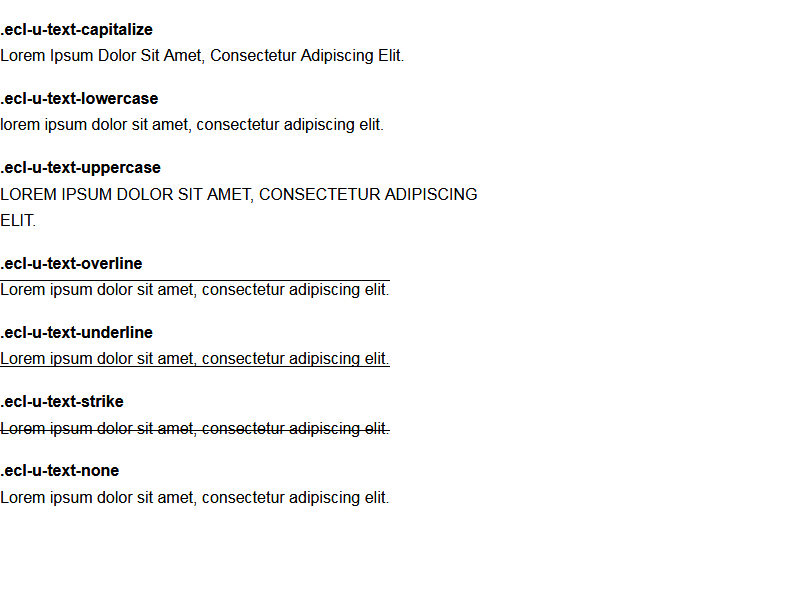 .ecl-u-text-capitalize
Lorem Ipsum Dolor Sit Amet, Consectetur Adipiscing Elit.
.ecl-u-text-lowercase
lorem ipsum dolor sit amet, consectetur adipiscing elit.
.ecl-u-text-uppercase
LOREM IPSUM DOLOR SIT AMET, CONSECTETUR ADIPISCING
ELIT.
.ecl-u-text-overline
Lorem ipsum dolor sit amet, consectetur adipiscing elit.
.ecl-u-text-underline
Lorem ipsum dolor sit amet, consectetur adipiscing elit.
.ecl-u-text-strike
Lorem ipsum dolor sit amet, consectetur adipiscing elit.
.ecl-u-text-none
Lorem ipsum dolor sit amet, consectetur adipiscing elit.